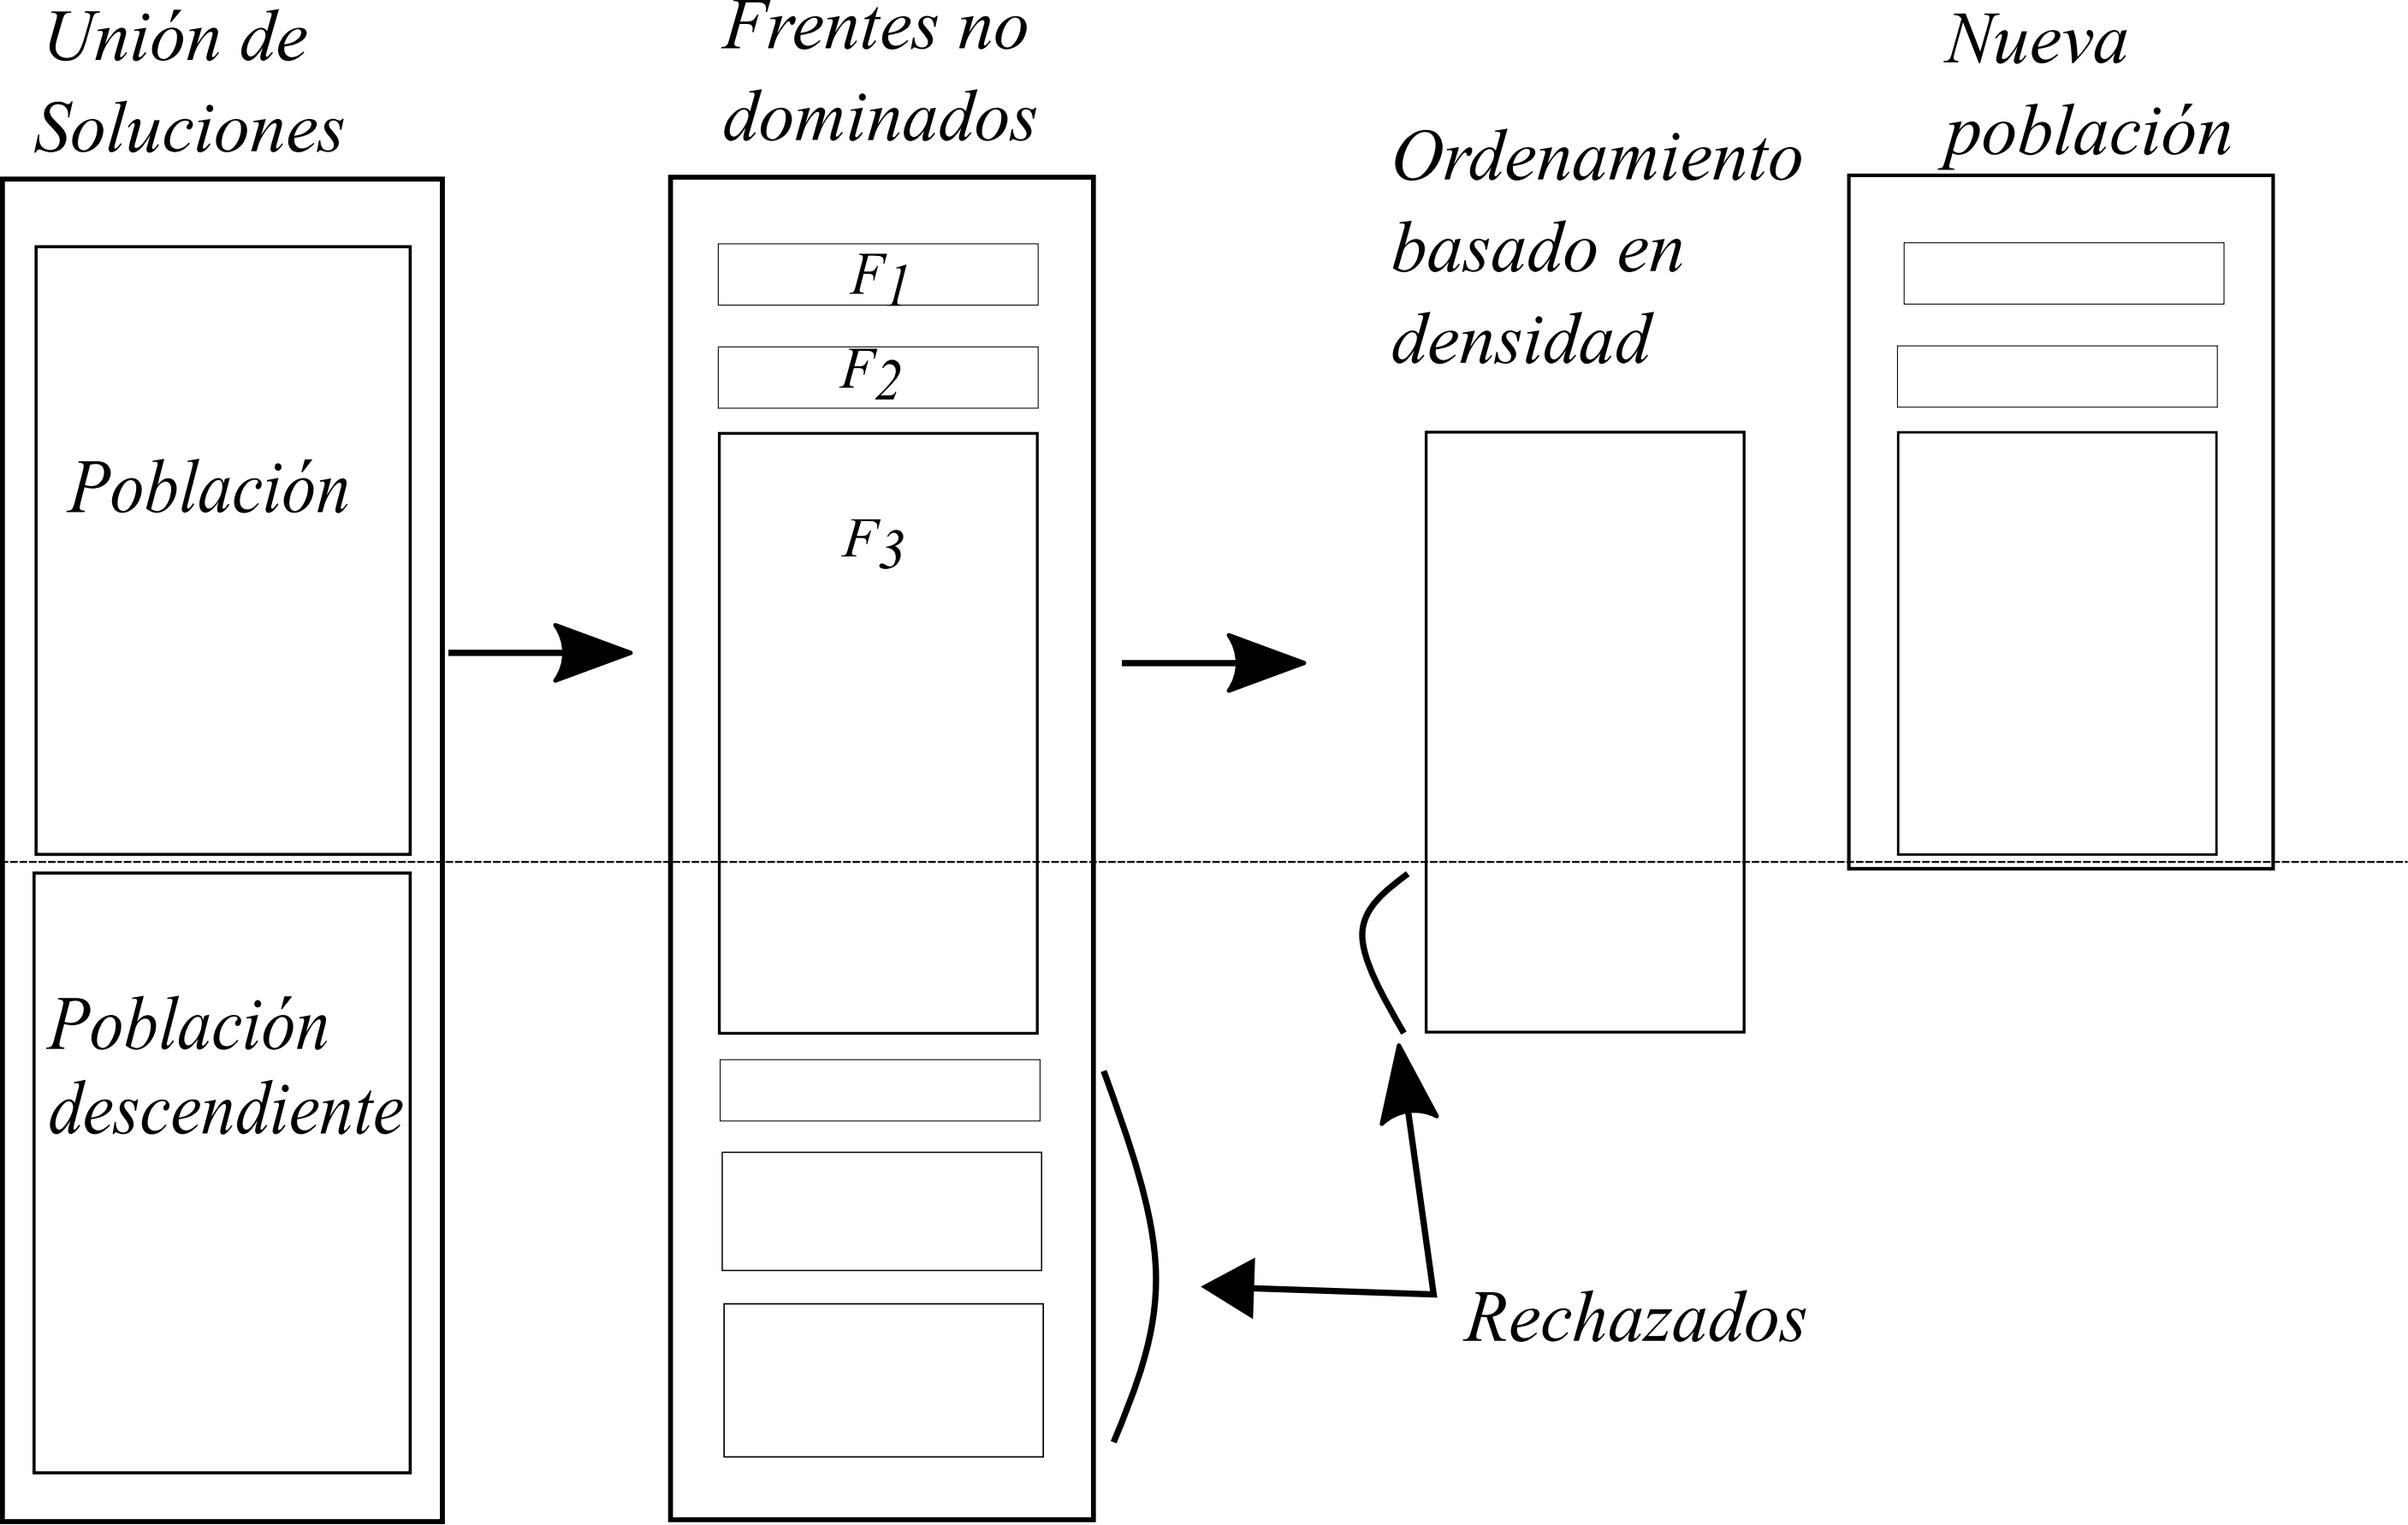 Unión de
Soluciones
Población
Población
descendiente
Frentes no
dominados
F1
F2
F3
Ordenamiento
basado en
densidad
Rechazados
Nueva
población